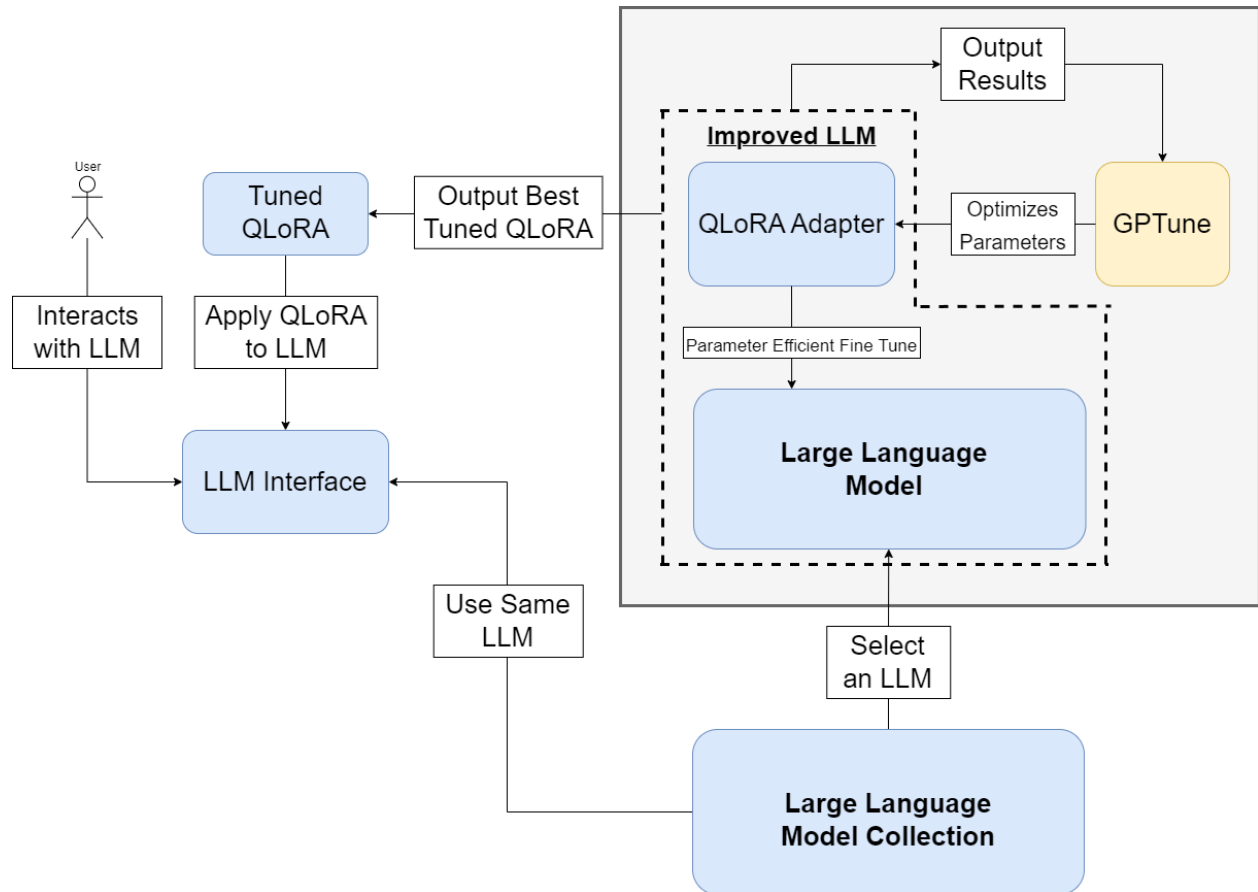 Output
Results
Improved LLM
User
Tuned
QLoRA
Output Best
Tuned QLoRA
QLoRA Adapter
Optimizes
Parameters
GPTune
Interacts
with LLM
Apply QLoRA
to LLM
Parameter Efficient Fine Tune
Large Language
Model
LLM Interface
Use Same
LLM
Select
an LLM
Large Language
Model Collection